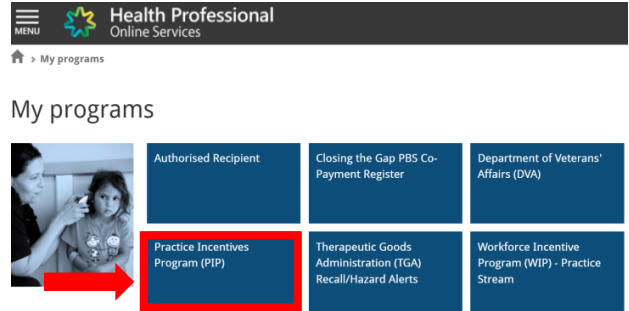 MENU
Health Professional
Online Services
> My programs
My programs
Authorised Recipient
Closing the Gap PBS Co-
Payment Register
Department of Veterans'
Affairs (DVA)
Practice Incentives
Program (PIP)
Therapeutic Goods
Administration (TGA)
Recall/Hazard Alerts
Workforce Incentive
Program (WIP) - Practice
Stream